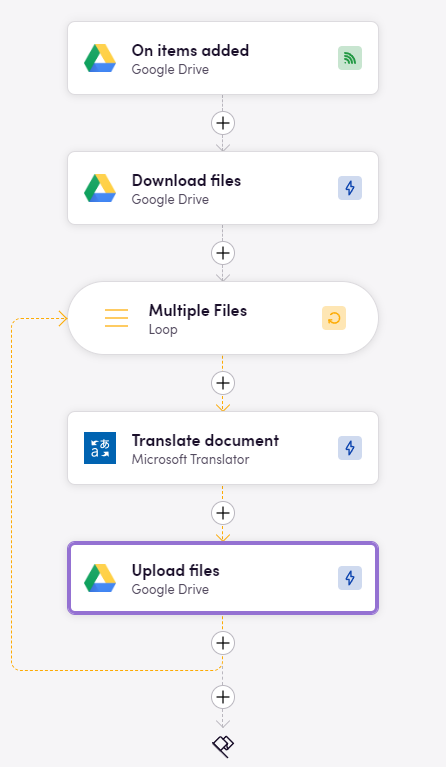 On items added
Google Drive
Download files
Google Drive
Multiple Files
Loop
Translate document
Microsoft Translator
Upload files
Google Drive